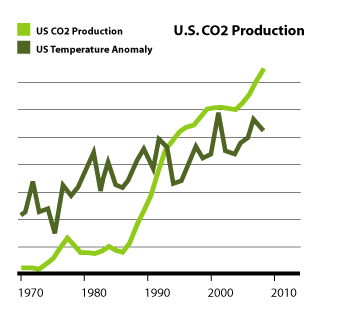 U.S. CO2 Production
US CO2 Production
US Temperature Anomaly
1970 1980 1990 2000 2010